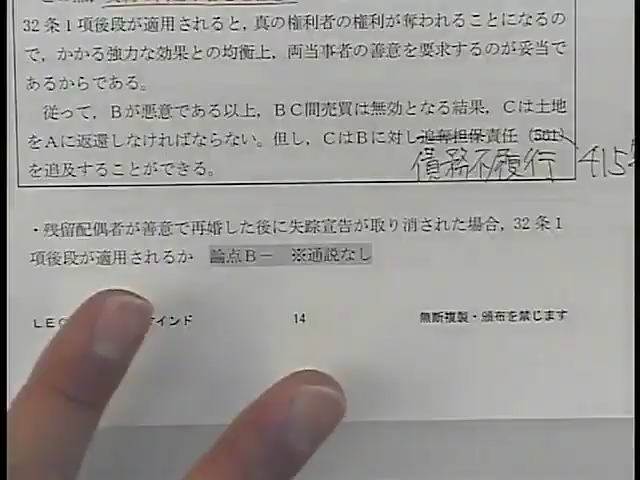 32条1項後段が適用されると，真の権利者の権利が奪われることになるの
で，かかる強力な効果との均衡上，両当事者の善意を要求するのが妥当で
あるからである。
従って，Bが悪意である以上，BC間売買は無効となる結果，Cは土地
をAに返還しなければならない。但し，CはBに対し追奪担保責任（561）
債務不履行 415
を追及することができる。
・残留配偶者が善意で再婚した後に失踪宣告が取り消された場合，32条1
項後段が適用されるか 論点B－ ※通説なし
LEC マインド 14 無断複製・頒布を禁じます